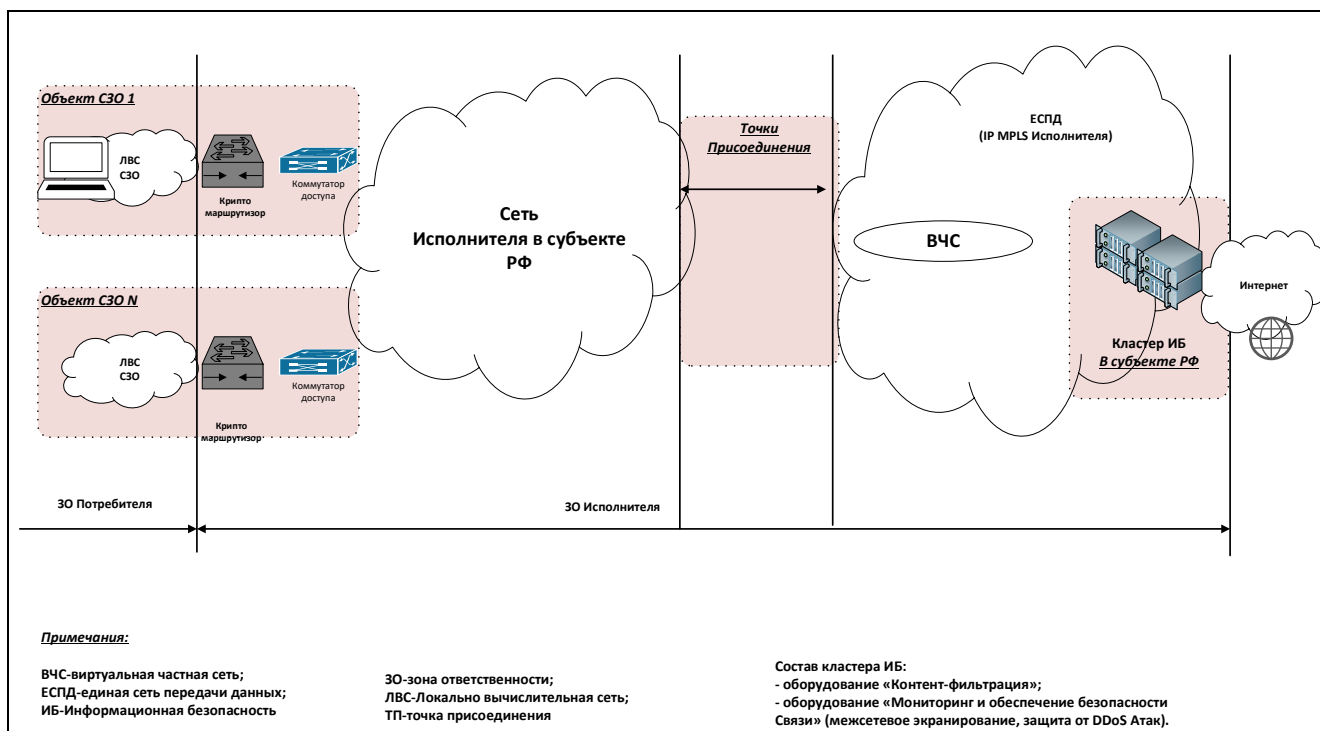 Объект СЗО 1
ЛВС
СЗО
Крипто
маршрутизор
Коммутатор
доступа
Объект СЗО N
ЛВС
СЗО
Крипто
маршрутизор
Коммутатор
доступа
Сеть
Исполнителя в субъекте
РФ
Точки
Присоединения
ЕСПД
(IP MPLS Исполнителя)
ВЧС
Кластер ИБ
В субъекте РФ
Интернет
ЗО Потребителя
ЗО Исполнителя
Примечания:
ВЧС-виртуальная частная сеть;
ЕСПД-единая сеть передачи данных;
ИБ-Информационная безопасность
ЗО-зона ответственности;
ЛВС-Локально вычислительная сеть;
ТП-точка присоединения
Состав кластера ИБ:
- оборудование «Контент-фильтрация»;
- оборудование «Мониторинг и обеспечение безопасности
Связи» (межсетевое экранирование, защита от DDoS Атак).